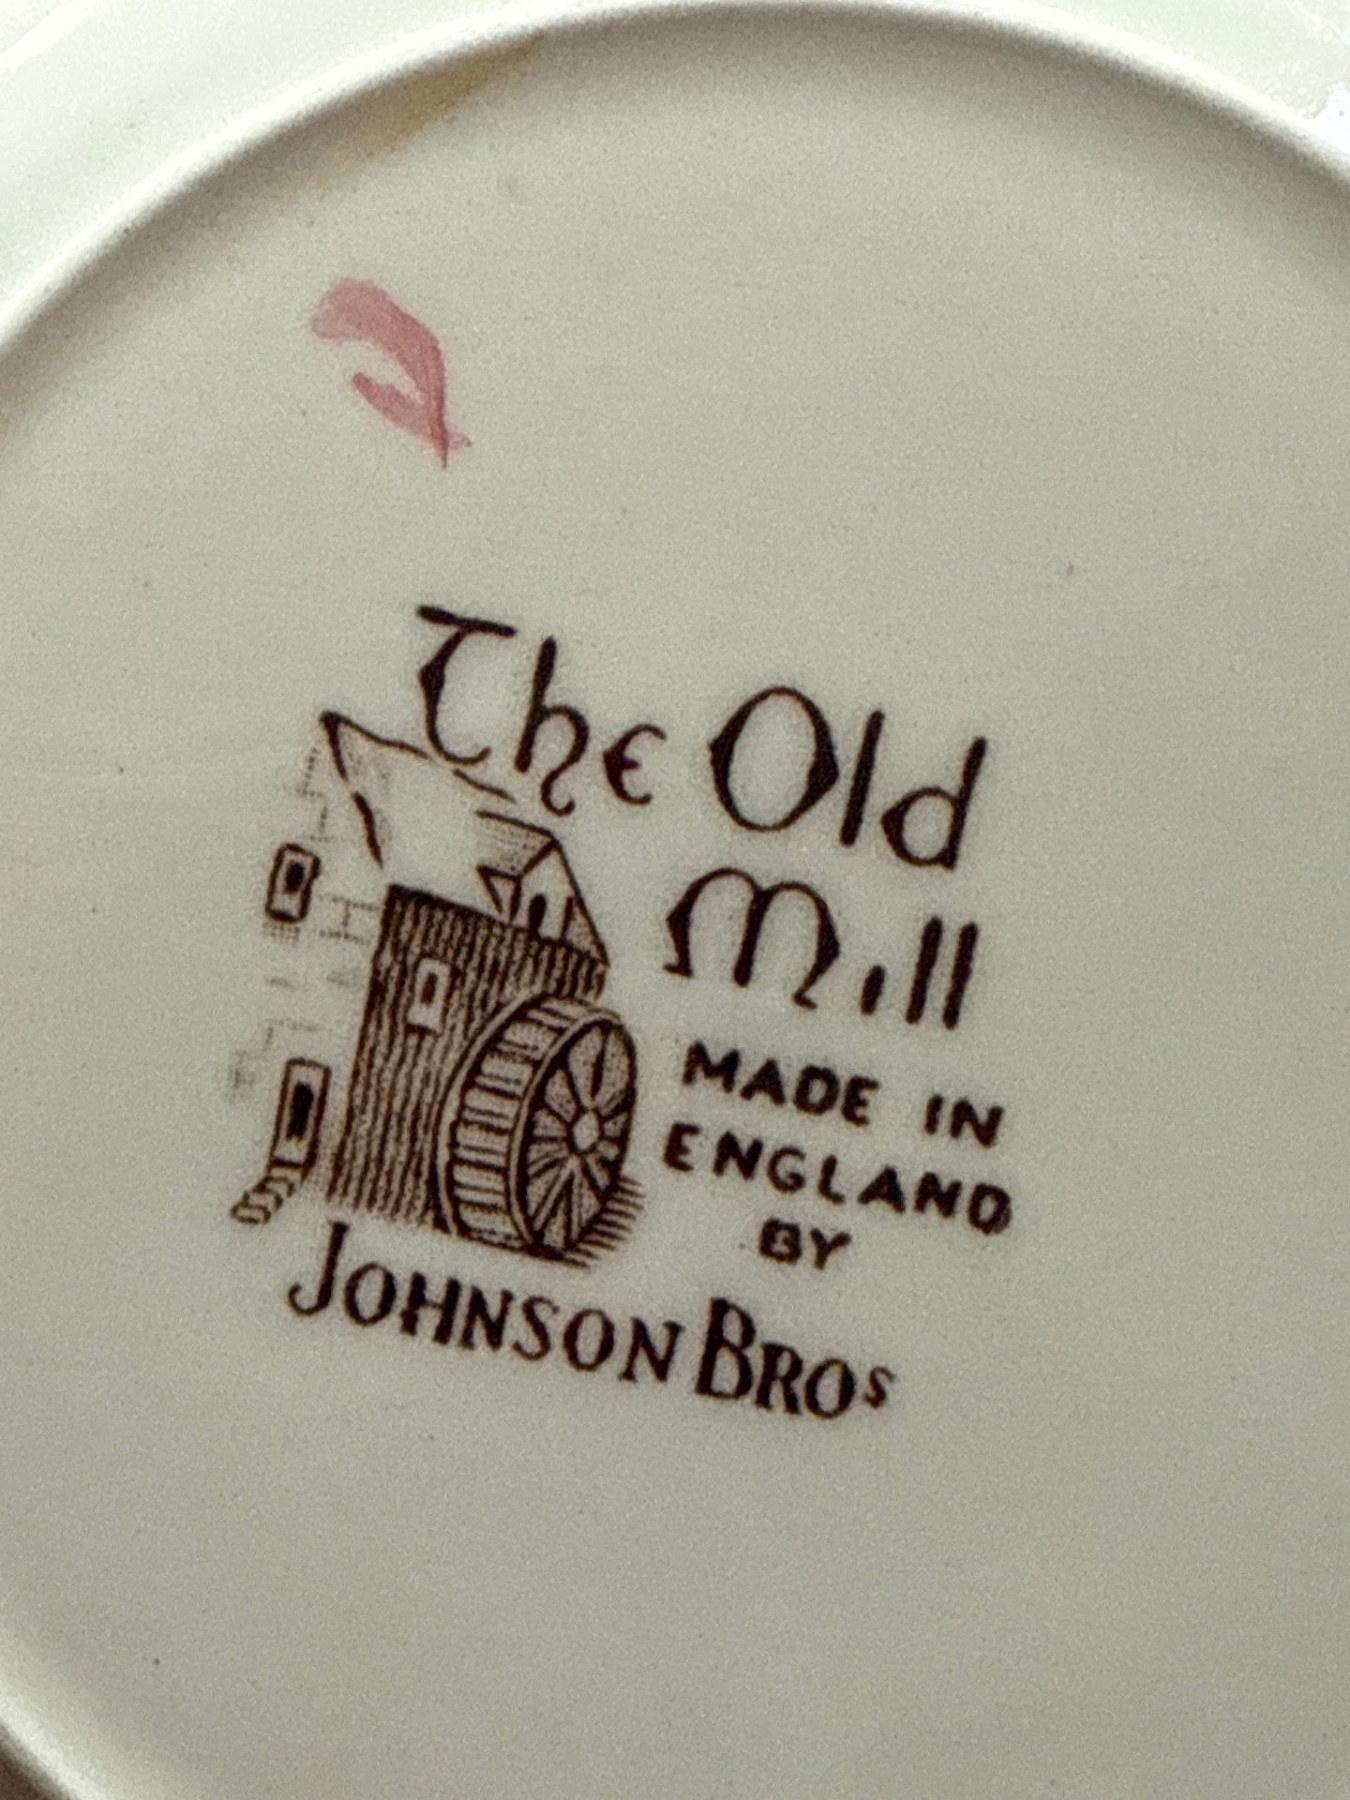 The Old
Mill
MADE IN
ENGLAND
BY
JOHNSON BROS